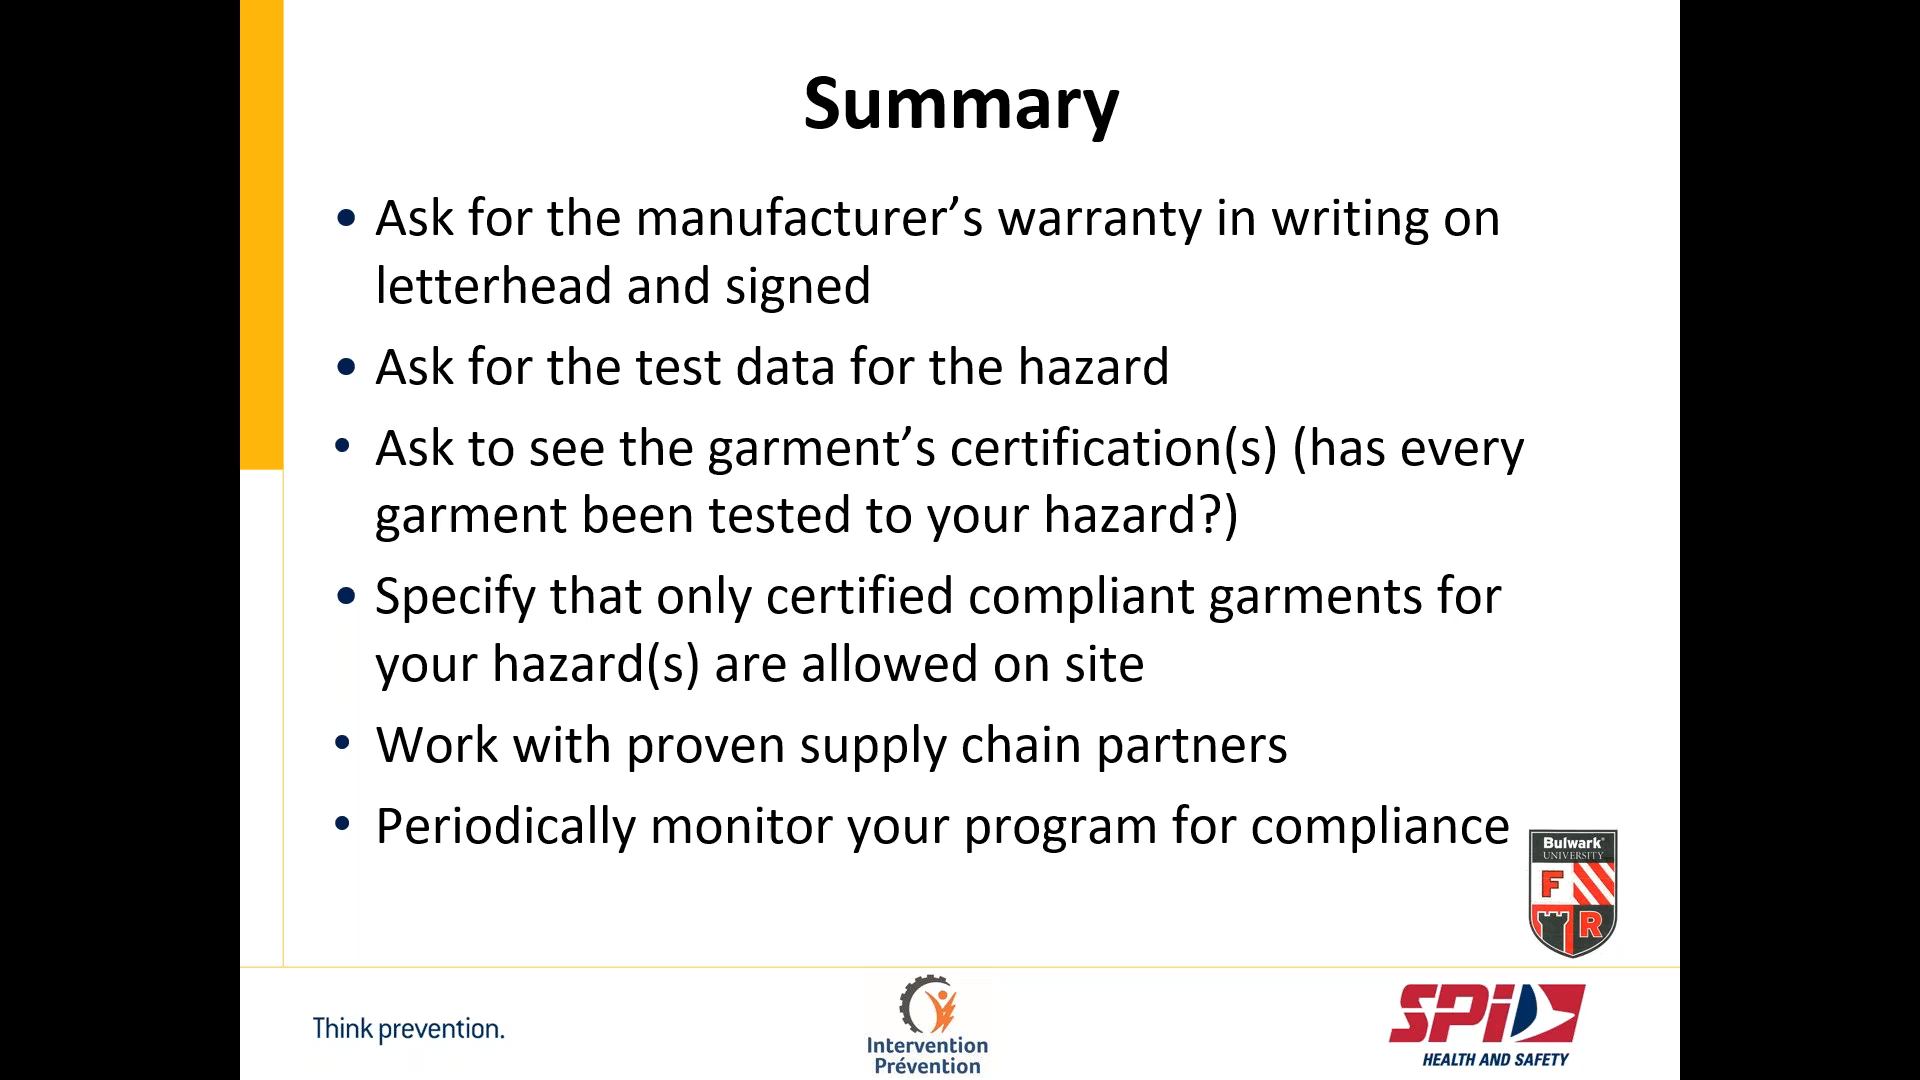 Summary
• Ask for the manufacturer’s warranty in writing on
letterhead and signed
• Ask for the test data for the hazard
• Ask to see the garment’s certification(s) (has every
garment been tested to your hazard?)
• Specify that only certified compliant garments for
your hazard(s) are allowed on site
• Work with proven supply chain partners
• Periodically monitor your program for compliance
Bulwark®
UNIVERSITY
F
R
Think prevention.
Intervention
Prévention
SPi
HEALTH AND SAFETY